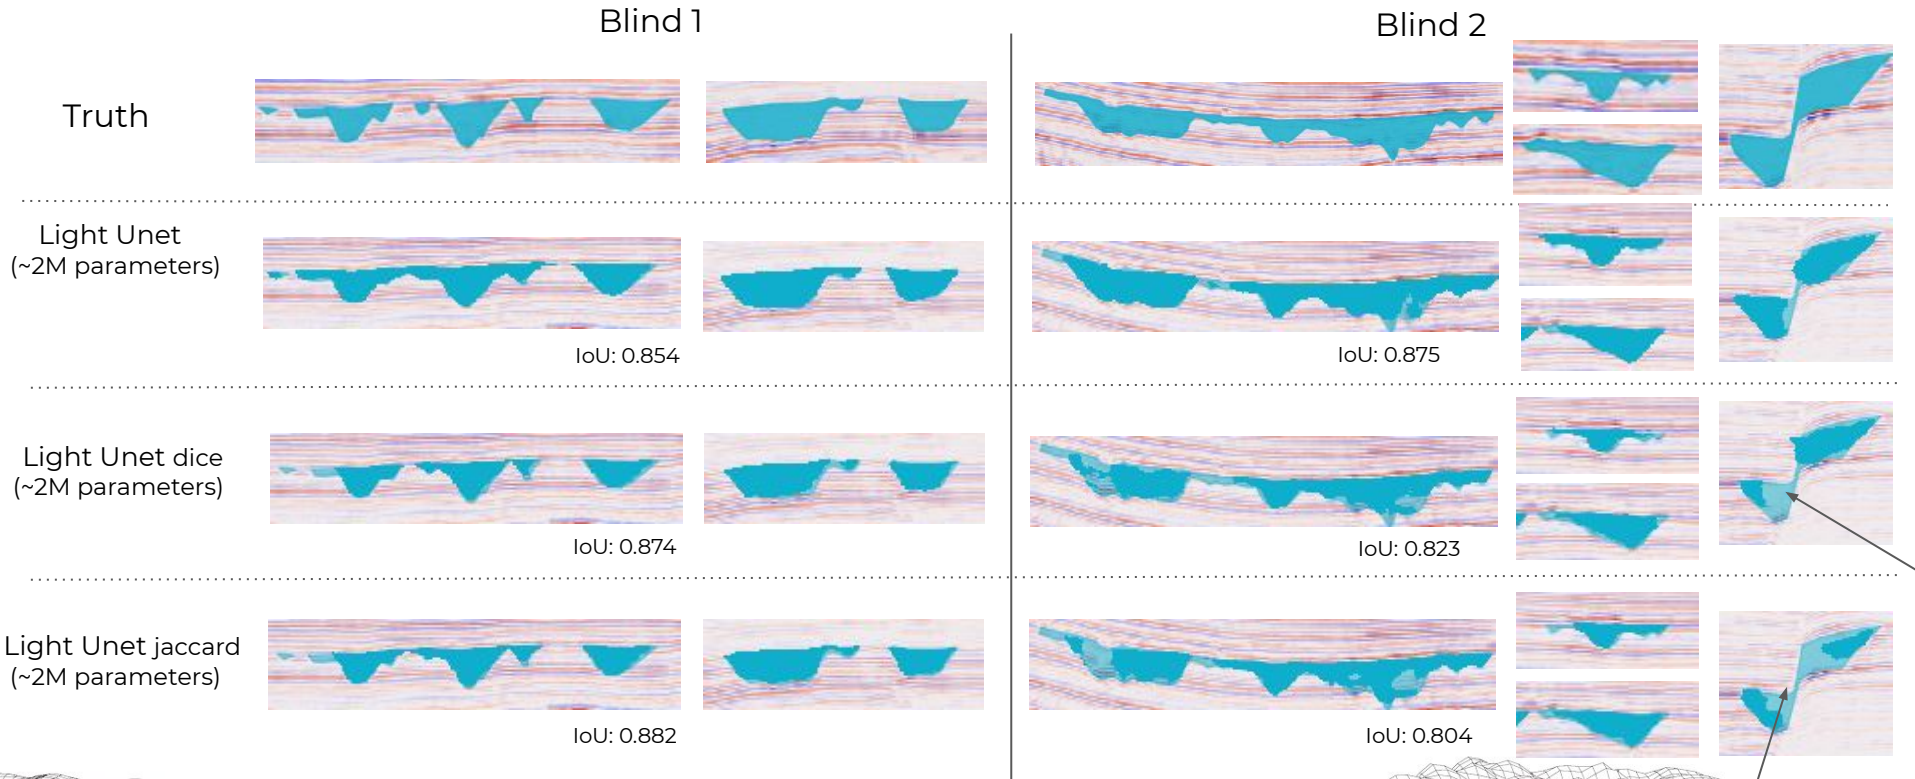 Blind 1
Blind 2
Truth
Light Unet
(~2M parameters)
IoU: 0.854
IoU: 0.875
Light Unet dice
(~2M parameters)
IoU: 0.874
IoU: 0.823
Light Unet jaccard
(~2M parameters)
IoU: 0.882
IoU: 0.804